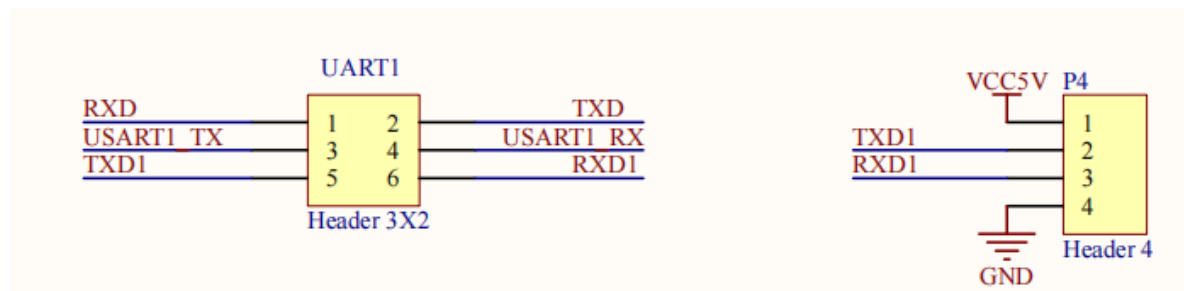 UART1
RXD 1 2 TXD
USART1_TX 3 4 USART1_RX
TXD1 5 6 RXD1
Header 3X2
VCC5V P4
1
TXD1 2
RXD1 3
4
GND
Header 4